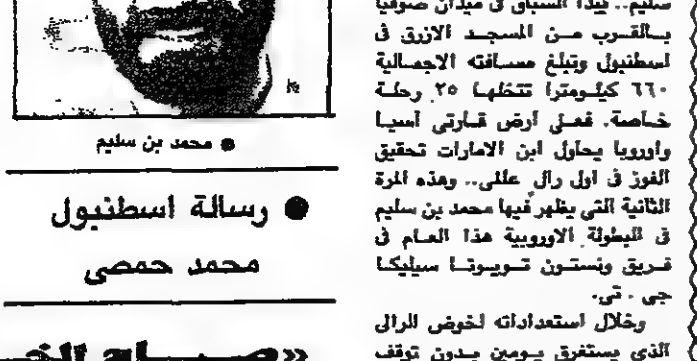 سليم.. يبدأ السباق في ميدان صوفيا
بالقرب من المسجد الازرق في
اسطنبول وتبلغ مسافته الاجمالية
٦٦٠ كيلومترا تتخللها ٢٥ رحلة
خاصة. فعلى أرض قارتي آسيا
واوروبا يحاول ابن الامارات تحقيق
الفوز في اول رالي عالمي.. وهذه المرة
الثانية التي يظهر فيها محمد بن سليم
في البطولة الاوروبية هذا العام في
فريق ونستون تويوتا سيليكا
جي . تي.
وخلال استعداداته لخوض الرالي
الذي يستغرق يومين بدون توقف
● محمد بن سليم
● رسالة اسطنبول
محمد حمصي